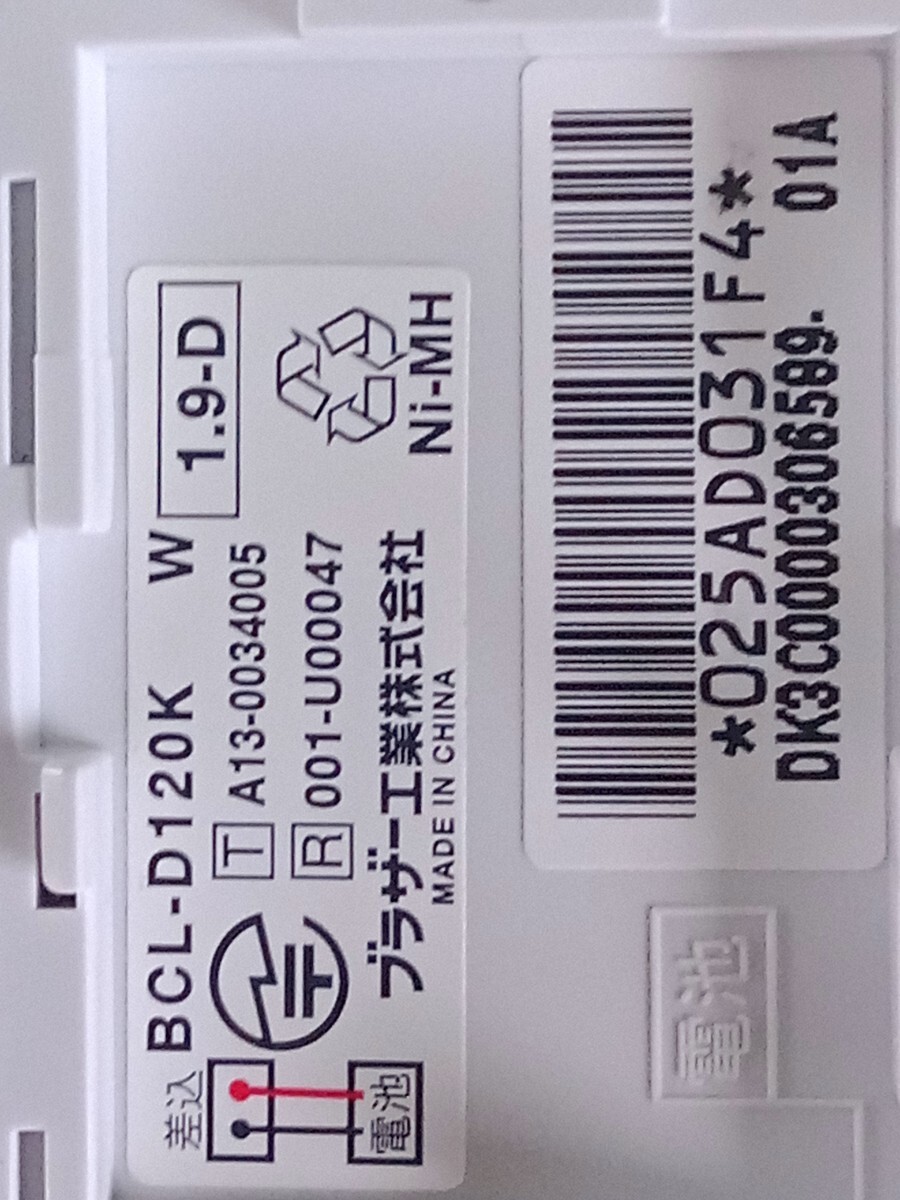 BCL-D120K W
1.9-D
T A13-0034005
R 001-U00047
ブラザー工業株式会社
MADE IN CHINA
Ni-MH
差込
電池
*025AD031F4*
DK3C0000306589. 01A
電池